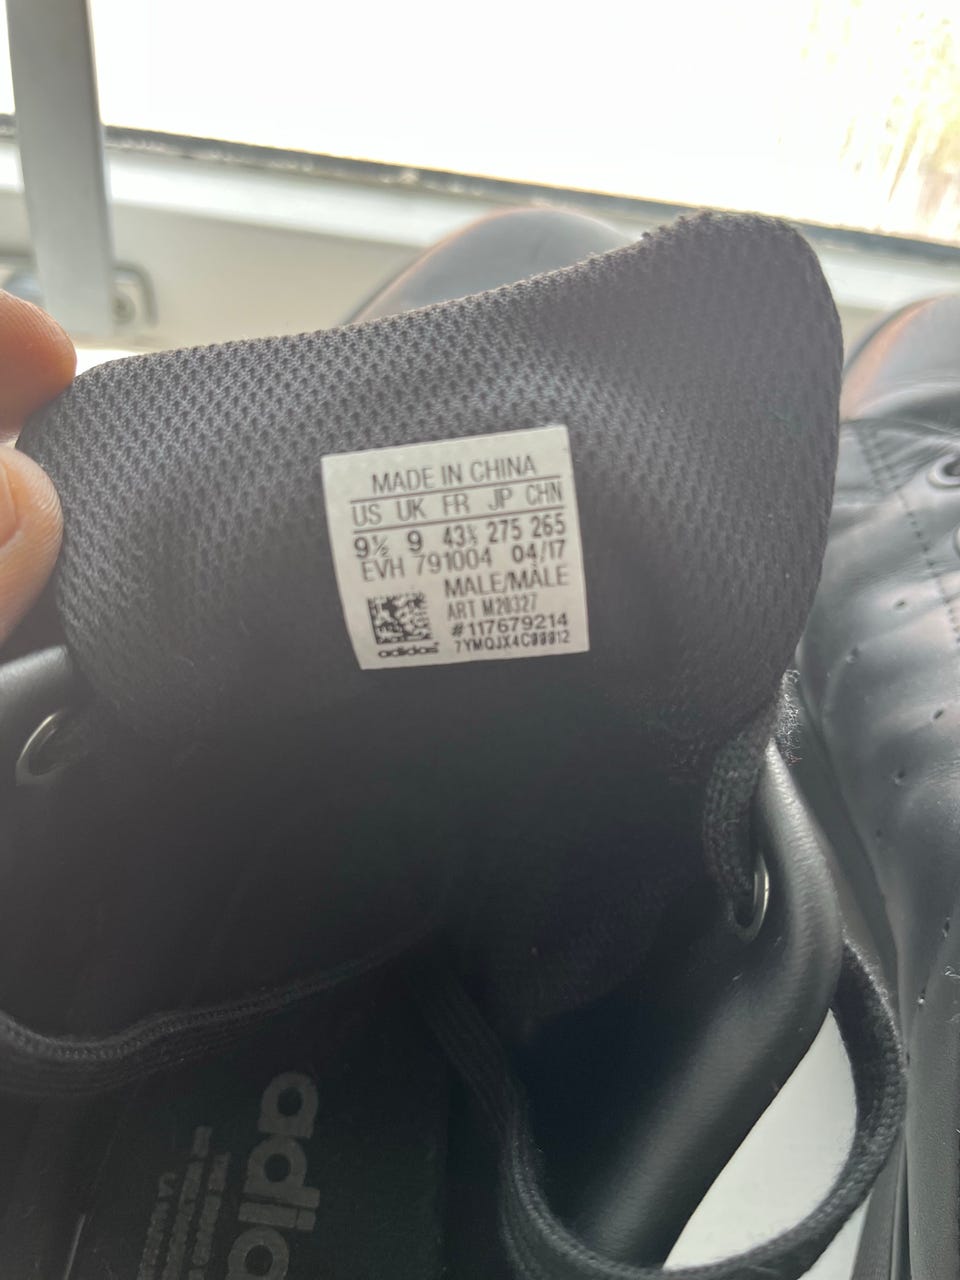 MADE IN CHINA
US UK FR JP CHN
9½ 9 43⅓ 275 265
EVH 791004 04/17
MALE/MÂLE
ART M20327
#117679214
7YMQJX4C00012
adidas
adidas